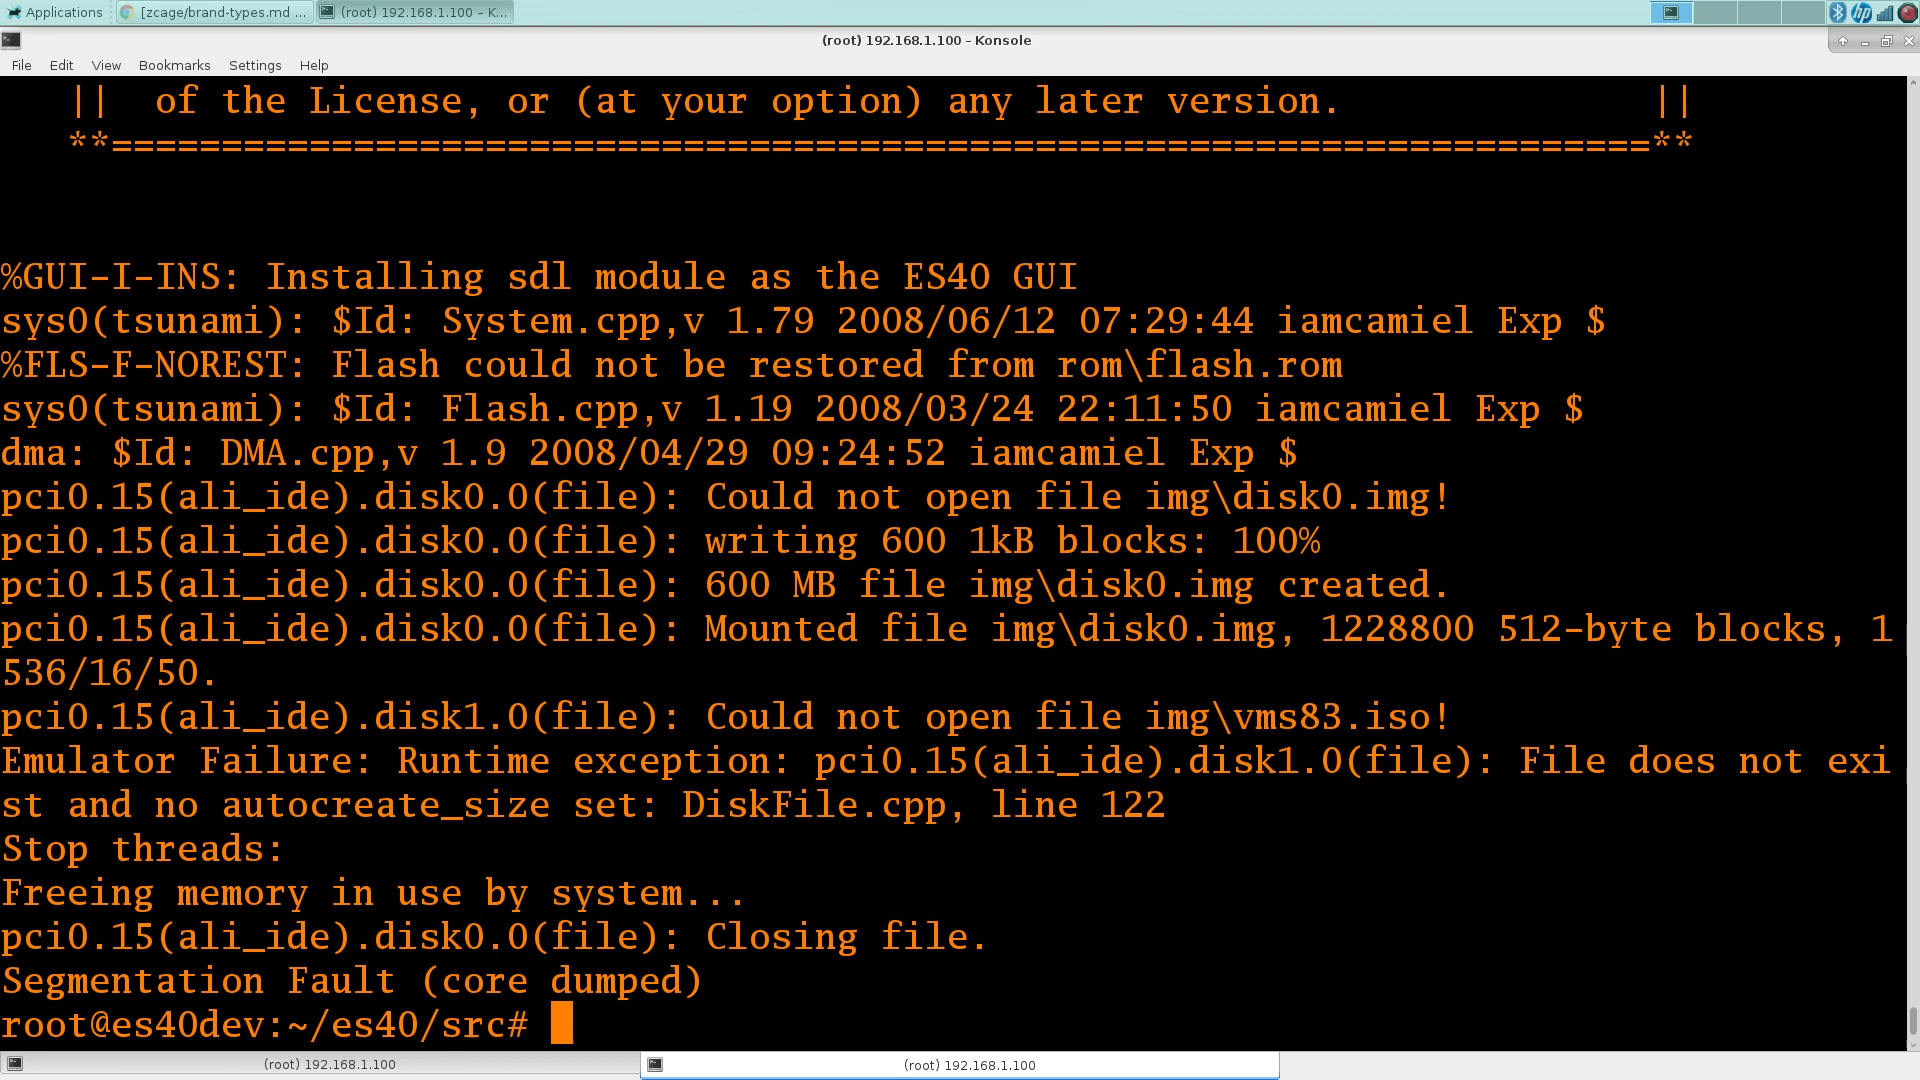 Applications
[zcage/brand-types.md ...
(root) 192.168.1.100 – K...
(root) 192.168.1.100 – Konsole
File Edit View Bookmarks Settings Help
|| of the License, or (at your option) any later version. ||
**======================================================================**
%GUI-I-INS: Installing sdl module as the ES40 GUI
sys0(tsunami): $Id: System.cpp,v 1.79 2008/06/12 07:29:44 iamcamiel Exp $
%FLS-F-NOREST: Flash could not be restored from rom\flash.rom
sys0(tsunami): $Id: Flash.cpp,v 1.19 2008/03/24 22:11:50 iamcamiel Exp $
dma: $Id: DMA.cpp,v 1.9 2008/04/29 09:24:52 iamcamiel Exp $
pci0.15(ali_ide).disk0.0(file): Could not open file img\disk0.img!
pci0.15(ali_ide).disk0.0(file): writing 600 1kB blocks: 100%
pci0.15(ali_ide).disk0.0(file): 600 MB file img\disk0.img created.
pci0.15(ali_ide).disk0.0(file): Mounted file img\disk0.img, 1228800 512-byte blocks, 1
536/16/50.
pci0.15(ali_ide).disk1.0(file): Could not open file img\vms83.iso!
Emulator Failure: Runtime exception: pci0.15(ali_ide).disk1.0(file): File does not exi
st and no autocreate_size set: DiskFile.cpp, line 122
Stop threads:
Freeing memory in use by system...
pci0.15(ali_ide).disk0.0(file): Closing file.
Segmentation Fault (core dumped)
root@es40dev:~/es40/src#
(root) 192.168.1.100
(root) 192.168.1.100